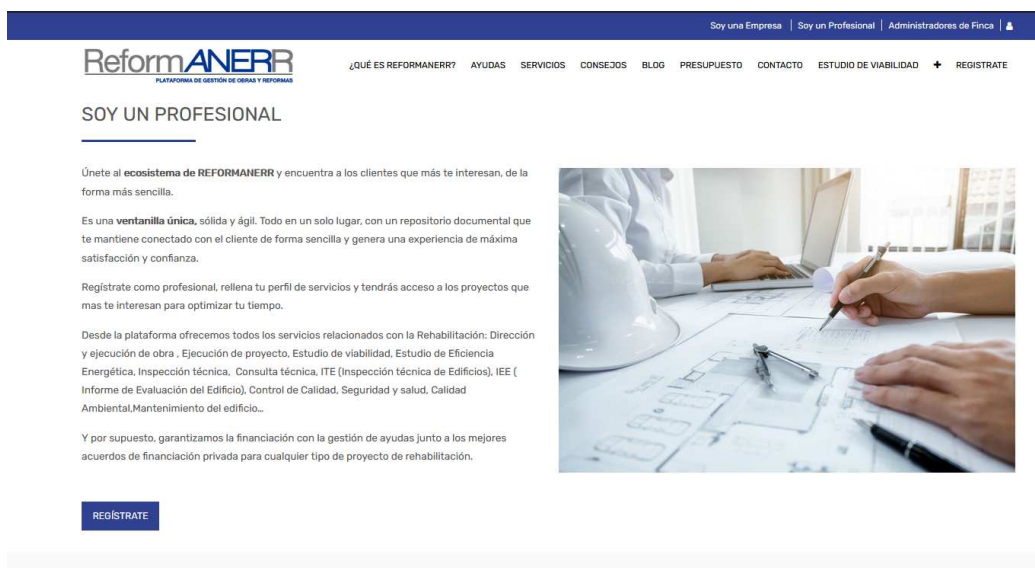 Soy una Empresa | Soy un Profesional | Administradores de Finca |
ReformANERR
PLATAFORMA DE GESTIÓN DE OBRAS Y REFORMAS
¿QUÉ ES REFORMANERR? AYUDAS SERVICIOS CONSEJOS BLOG PRESUPUESTO CONTACTO ESTUDIO DE VIABILIDAD + REGISTRATE
SOY UN PROFESIONAL
Únete al ecosistema de REFORMANERR y encuentra a los clientes que más te interesan, de la
forma más sencilla.
Es una ventanilla única, sólida y ágil. Todo en un solo lugar, con un repositorio documental que
te mantiene conectado con el cliente de forma sencilla y genera una experiencia de máxima
satisfacción y confianza.
Regístrate como profesional, rellena tu perfil de servicios y tendrás acceso a los proyectos que
mas te interesan para optimizar tu tiempo.
Desde la plataforma ofrecemos todos los servicios relacionados con la Rehabilitación: Dirección
y ejecución de obra , Ejecución de proyecto, Estudio de viabilidad, Estudio de Eficiencia
Energética, Inspección técnica, Consulta técnica, ITE (Inspección técnica de Edificios), IEE (
Informe de Evaluación del Edificio), Control de Calidad, Seguridad y salud, Calidad
Ambiental,Mantenimiento del edificio...
Y por supuesto, garantizamos la financiación con la gestión de ayudas junto a los mejores
acuerdos de financiación privada para cualquier tipo de proyecto de rehabilitación.
REGÍSTRATE